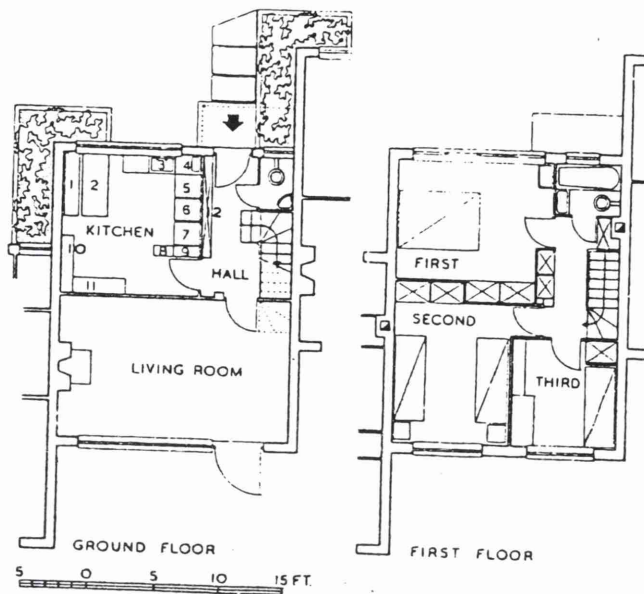 3 4
1 2 5
6
KITCHEN 7 12
10 8 9
HALL
11
LIVING ROOM
GROUND FLOOR
FIRST
SECOND
THIRD
FIRST FLOOR
5 0 5 10 15 FT.